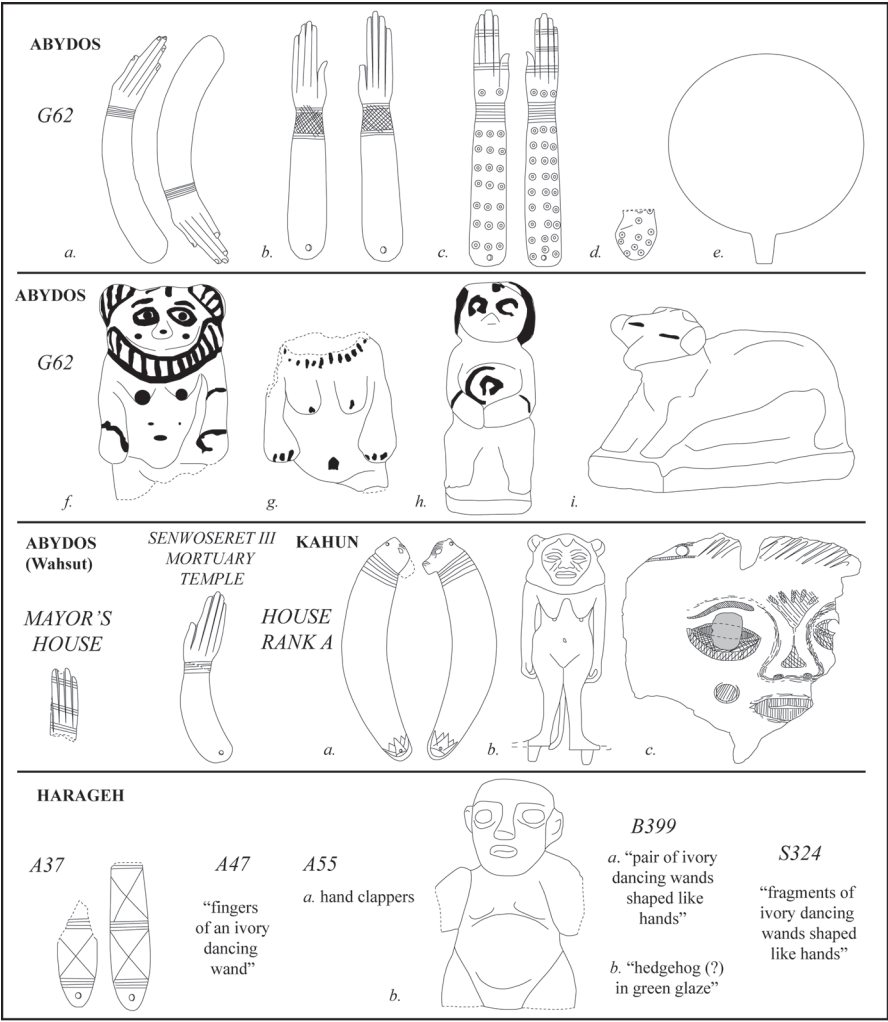 ABYDOS
G62
a.
b.
c.
d.
e.
ABYDOS
G62
f.
g.
h.
i.
ABYDOS
(Wahsut)
MAYOR’S
HOUSE
SENWOSERET III
MORTUARY
TEMPLE
KAHUN
HOUSE
RANK A
a.
b.
c.
HARAGEH
A37
A47
“fingers
of an ivory
dancing
wand”
A55
a. hand clappers
b.
B399
a. “pair of ivory
dancing wands
shaped like
hands”
b. “hedgehog (?)
in green glaze”
S324
“fragments of
ivory dancing
wands shaped
like hands”